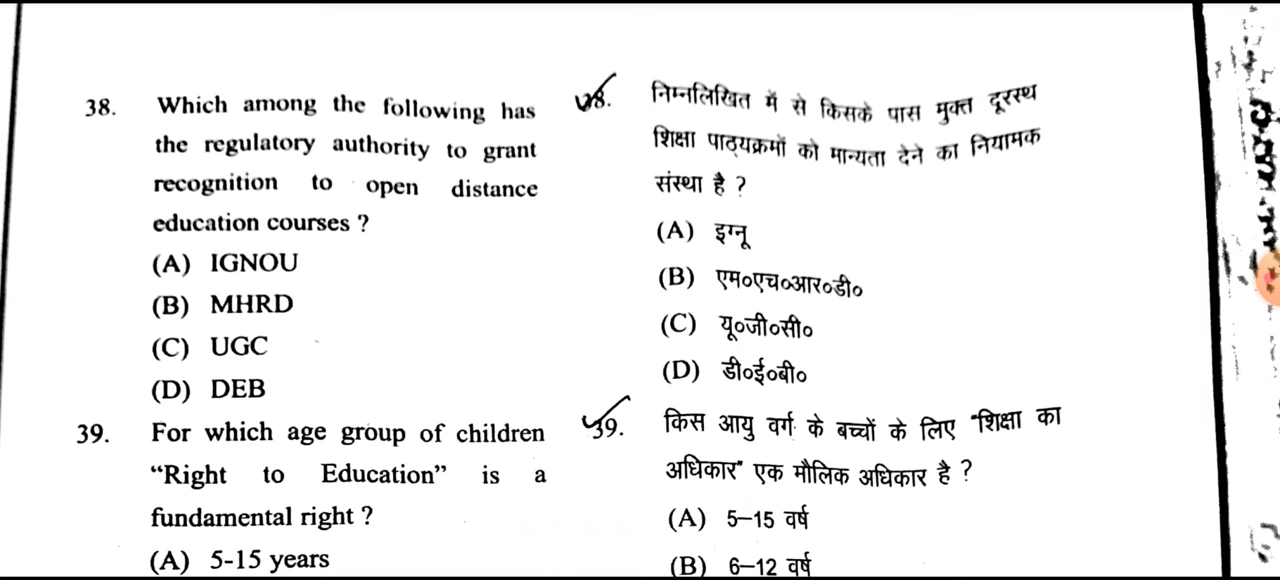 38. Which among the following has
the regulatory authority to grant
recognition to open distance
education courses ?
(A) IGNOU
(B) MHRD
(C) UGC
(D) DEB
39. For which age group of children
“Right to Education” is a
fundamental right ?
(A) 5-15 years
38. निम्नलिखित में से किसके पास मुक्त दूरस्थ
शिक्षा पाठ्यक्रमों को मान्यता देने का नियामक
संस्था है ?
(A) इग्नू
(B) एम०एच०आर०डी०
(C) यू०जी०सी०
(D) डी०ई०बी०
39. किस आयु वर्ग के बच्चों के लिए "शिक्षा का
अधिकार" एक मौलिक अधिकार है ?
(A) 5–15 वर्ष
(B) 6–12 वर्ष